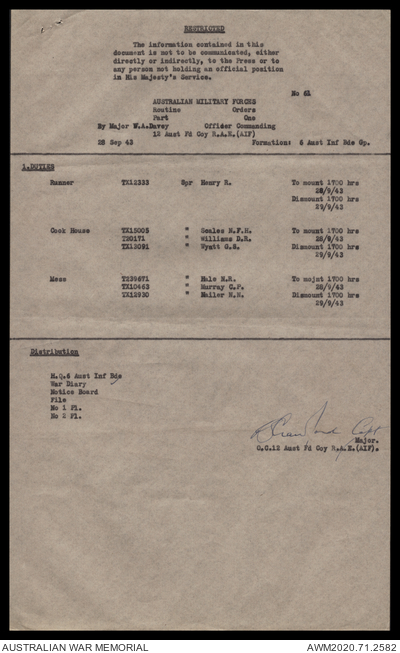 RESTRICTED
The information contained in this
document is not to be communicated, either
directly or indirectly, to the Press or to
any person not holding an official position
in His Majesty's Service.
No 61
AUSTRALIAN MILITARY FORCES
Routine Orders
Part One
By Major W.A.Davey Officer Commanding
12 Aust Fd Coy R.A.E.(AIF)
28 Sep 43 Formation: 6 Aust Inf Bde Gp.
1.DUTIES
Runner TX12333 Spr Henry R. To mount 1700 hrs
28/9/43
Dismount 1700 hrs
29/9/43
Cook House TX15005 " Scales N.F.H. To mount 1700 hrs
T20171 " Williams D.R. 28/9/43
TX13091 " Wyatt G.S. Dismount 1700 hrs
29/9/43
Mess T239671 " Hale H.R. To mojnt 1700 hrs
TX10463 " Murray C.P. 28/9/43
TX12930 " Nailer N.N. Dismount 1700 hrs
29/9/43
Distribution
H.Q.6 Aust Inf Bde
War Diary
Notice Board
File
No 1 Pl.
No 2 Pl.
Capt
Major.
O.C.12 Aust Fd Coy R.A.E.(AIF).
AUSTRALIAN WAR MEMORIAL AWM2020.71.2582